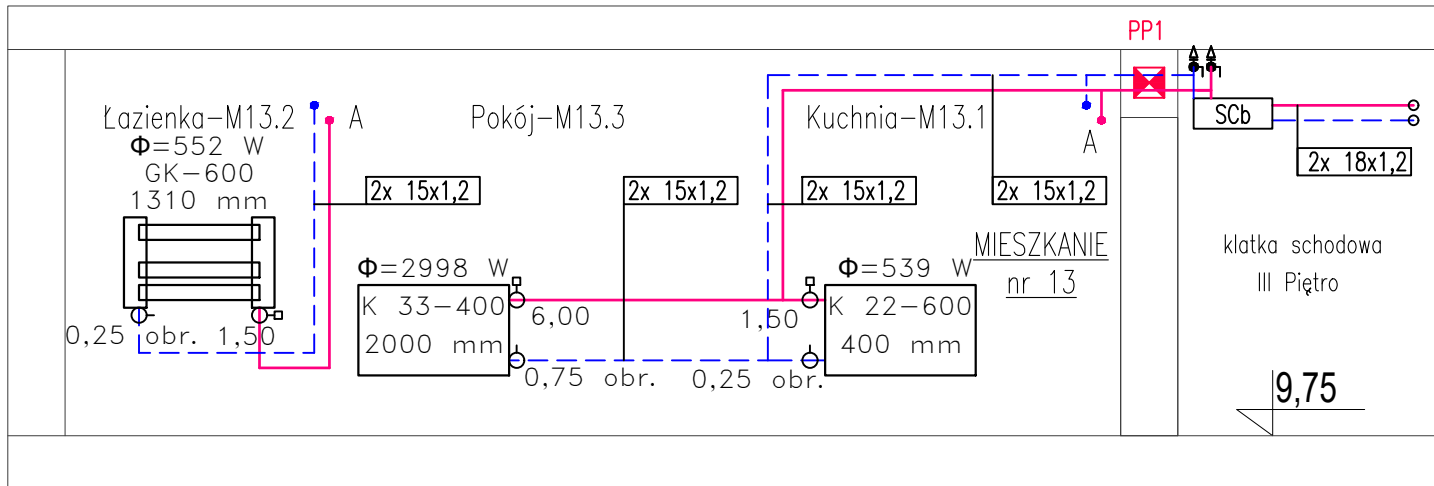 PP1
Łazienka-M13.2
A
Φ=552 W
GK-600
1310 mm
Pokój-M13.3
Kuchnia-M13.1
A
SCb
2x 18x1,2
2x 15x1,2
2x 15x1,2
2x 15x1,2
2x 15x1,2
MIESZKANIE
nr 13
klatka schodowa
III Piętro
Φ=2998 W
K 33-400
2000 mm
Φ=539 W
K 22-600
400 mm
0,25 obr.
1,50
6,00
1,50
0,75 obr.
0,25 obr.
9,75